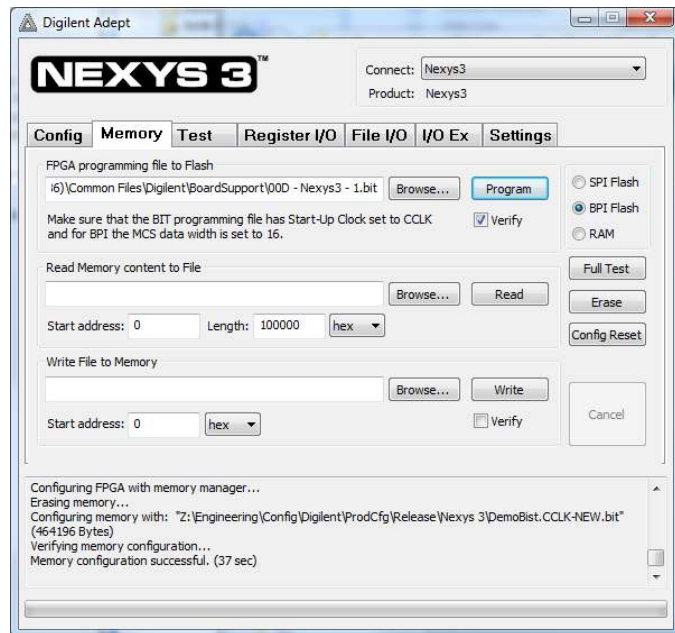 Digilent Adept
NEXYS 3™
Connect: Nexys3
Product: Nexys3
Config Memory Test Register I/O File I/O I/O Ex Settings
FPGA programming file to Flash
36)\Common Files\Digilent\BoardSupport\00D - Nexys3 - 1.bit Browse... Program
Make sure that the BIT programming file has Start-Up Clock set to CCLK
and for BPI the MCS data width is set to 16.
Verify
SPI Flash
BPI Flash
RAM
Read Memory content to File
Browse... Read
Start address: 0 Length: 100000 hex
Full Test
Erase
Config Reset
Write File to Memory
Browse... Write
Start address: 0 hex
Verify
Cancel
Configuring FPGA with memory manager...
Erasing memory...
Configuring memory with: "Z:\Engineering\Config\Digilent\ProdCfg\Release\Nexys 3\DemoBist.CCLK-NEW.bit"
(464196 Bytes)
Verifying memory configuration...
Memory configuration successful. (37 sec)